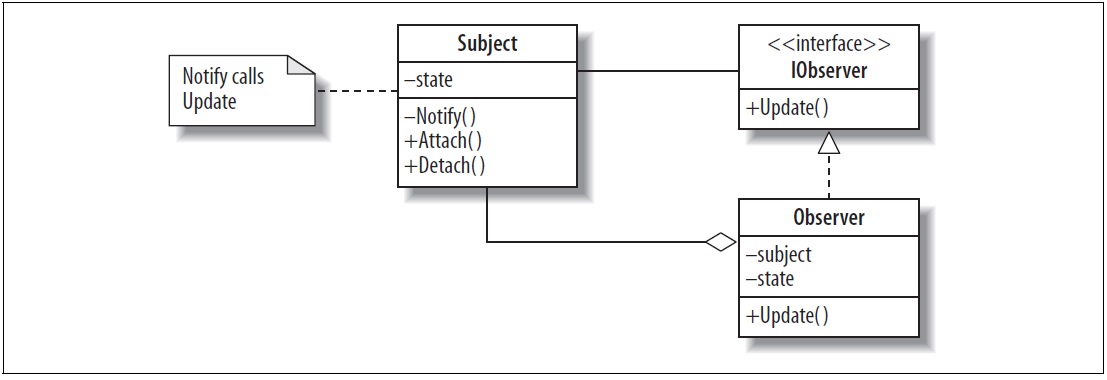 Notify calls
Update
Subject
–state
–Notify()
+Attach()
+Detach()
<<interface>>
IObserver
+Update()
Observer
–subject
–state
+Update()